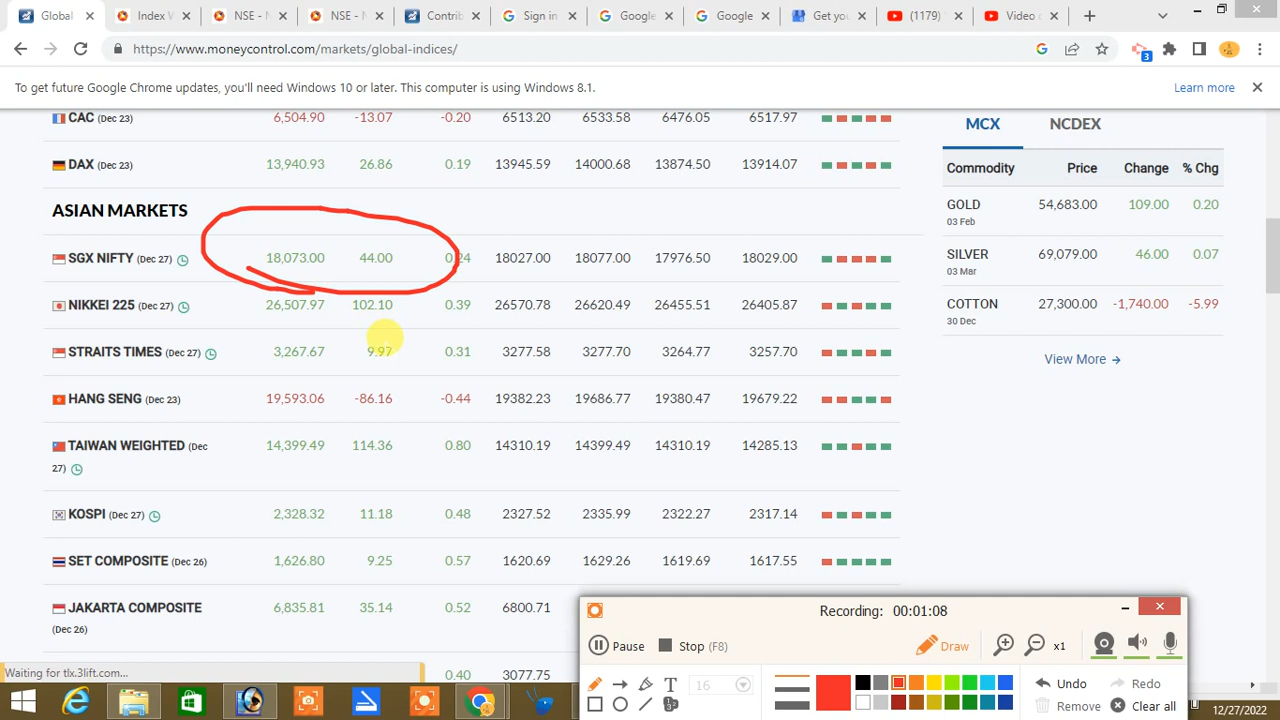 Global
Index W
NSE - N
NSE - N
Contrib
Sign in
Google
Google
Get you
(1179)
Video c
https://www.moneycontrol.com/markets/global-indices/
3
To get future Google Chrome updates, you'll need Windows 10 or later. This computer is using Windows 8.1.
Learn more
CAC (Dec 23) 6,504.90 -13.07 -0.20 6513.20 6533.58 6476.05 6517.97
DAX (Dec 23) 13,940.93 26.86 0.19 13945.59 14000.68 13874.50 13914.07
ASIAN MARKETS
SGX NIFTY (Dec 27) 18,073.00 44.00 0.24 18027.00 18077.00 17976.50 18029.00
NIKKEI 225 (Dec 27) 26,507.97 102.10 0.39 26570.78 26620.49 26455.51 26405.87
STRAITS TIMES (Dec 27) 3,267.67 9.97 0.31 3277.58 3277.70 3264.77 3257.70
HANG SENG (Dec 23) 19,593.06 -86.16 -0.44 19382.23 19686.77 19380.47 19679.22
TAIWAN WEIGHTED (Dec 14,399.49 114.36 0.80 14310.19 14399.49 14310.19 14285.13
27)
KOSPI (Dec 27) 2,328.32 11.18 0.48 2327.52 2335.99 2322.27 2317.14
SET COMPOSITE (Dec 26) 1,626.80 9.25 0.57 1620.69 1629.26 1619.69 1617.55
JAKARTA COMPOSITE 6,835.81 35.14 0.52 6800.71
(Dec 26)
0.40 3077.75
MCX NCDEX
Commodity Price Change % Chg
GOLD 54,683.00 109.00 0.20
03 Feb
SILVER 69,079.00 46.00 0.07
03 Mar
COTTON 27,300.00 -1,740.00 -5.99
30 Dec
View More
Waiting for tlx.3lift.com...
Recording: 00:01:08
Pause Stop (F8) Draw x1
T 16 Undo Redo
Remove Clear all
12/27/2022